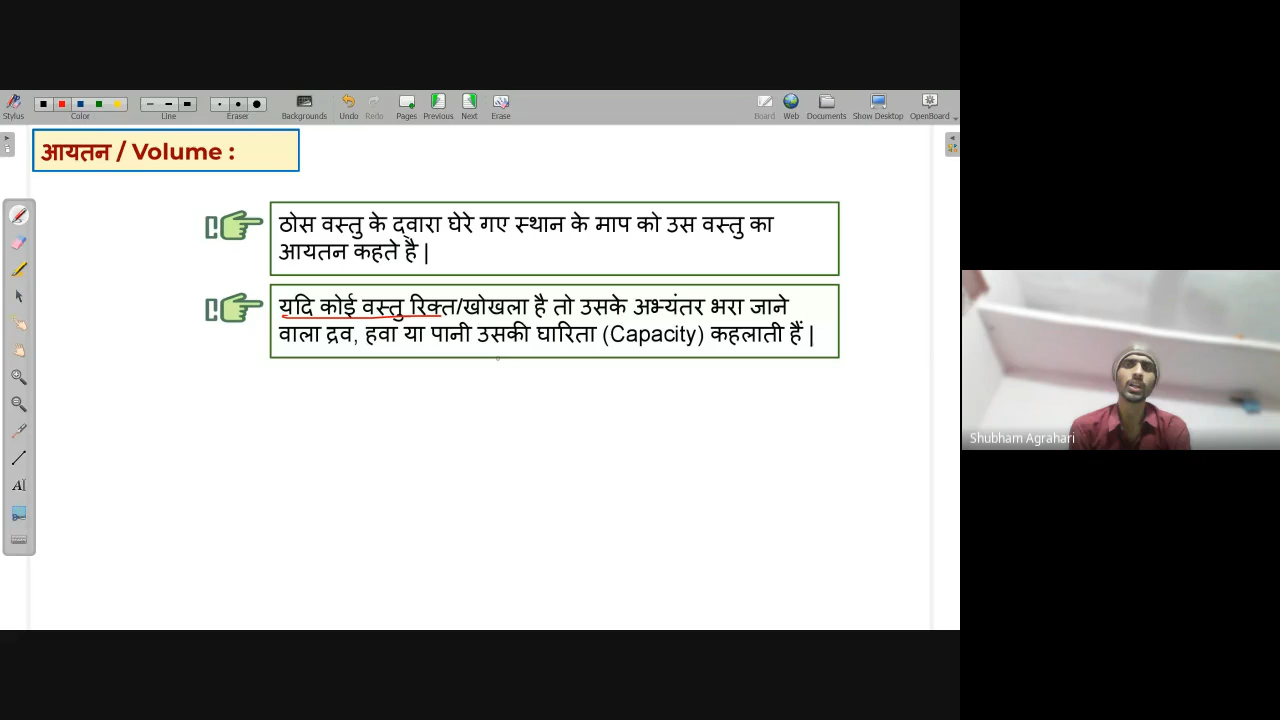 Stylus
Color
Line
Eraser
Backgrounds
Undo
Redo
Pages
Previous
Next
Erase
Board
Web
Documents
Show Desktop
OpenBoard
आयतन / Volume :
ठोस वस्तु के द्वारा घेरे गए स्थान के माप को उस वस्तु का
आयतन कहते है |
यदि कोई वस्तु रिक्त/खोखला है तो उसके अभ्यंतर भरा जाने
वाला द्रव, हवा या पानी उसकी घारिता (Capacity) कहलाती हैं |
Shubham Agrahari